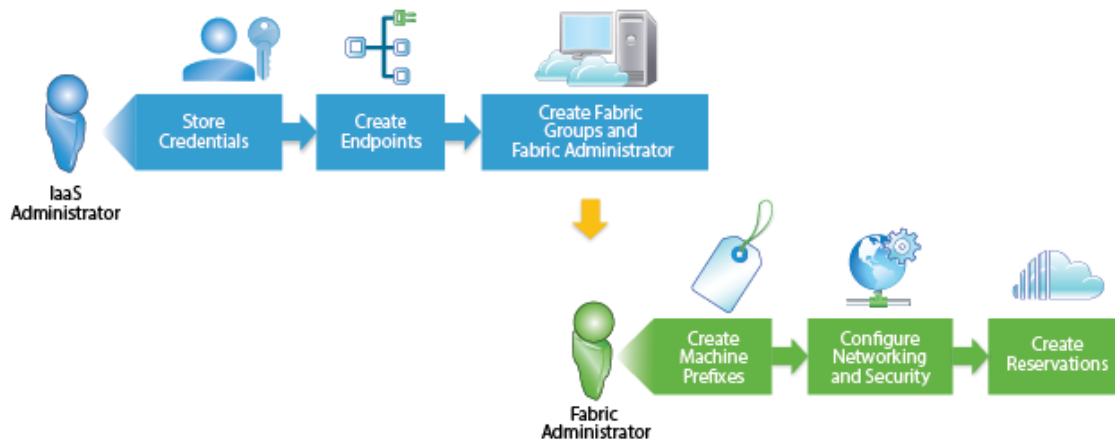 Store
Credentials
Create
Endpoints
Create Fabric
Groups and
Fabric Administrator
IaaS
Administrator
Create
Machine
Prefixes
Configure
Networking
and Security
Create
Reservations
Fabric
Administrator